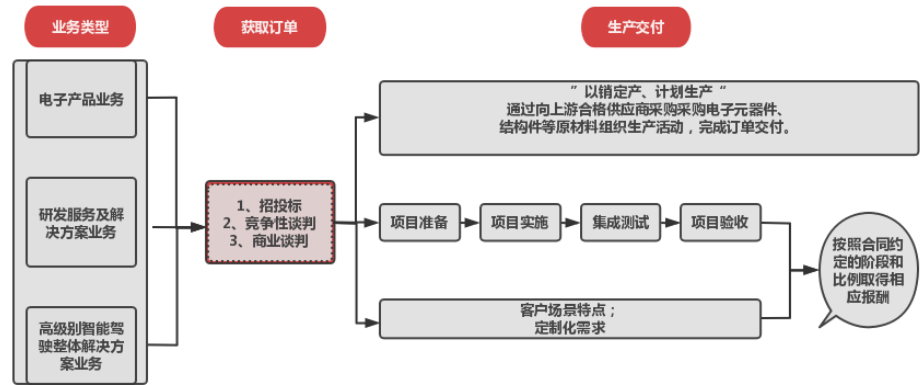 业务类型
获取订单
生产交付
电子产品业务
研发服务及解
决方案业务
高级别智能驾
驶整体解决方
案业务
1、招投标
2、竞争性谈判
3、商业谈判
”以销定产、计划生产“
通过向上游合格供应商采购采购电子元器件、
结构件等原材料组织生产活动，完成订单交付。
项目准备
项目实施
集成测试
项目验收
客户场景特点；
定制化需求
按照合同约
定的阶段和
比例取得相
应报酬